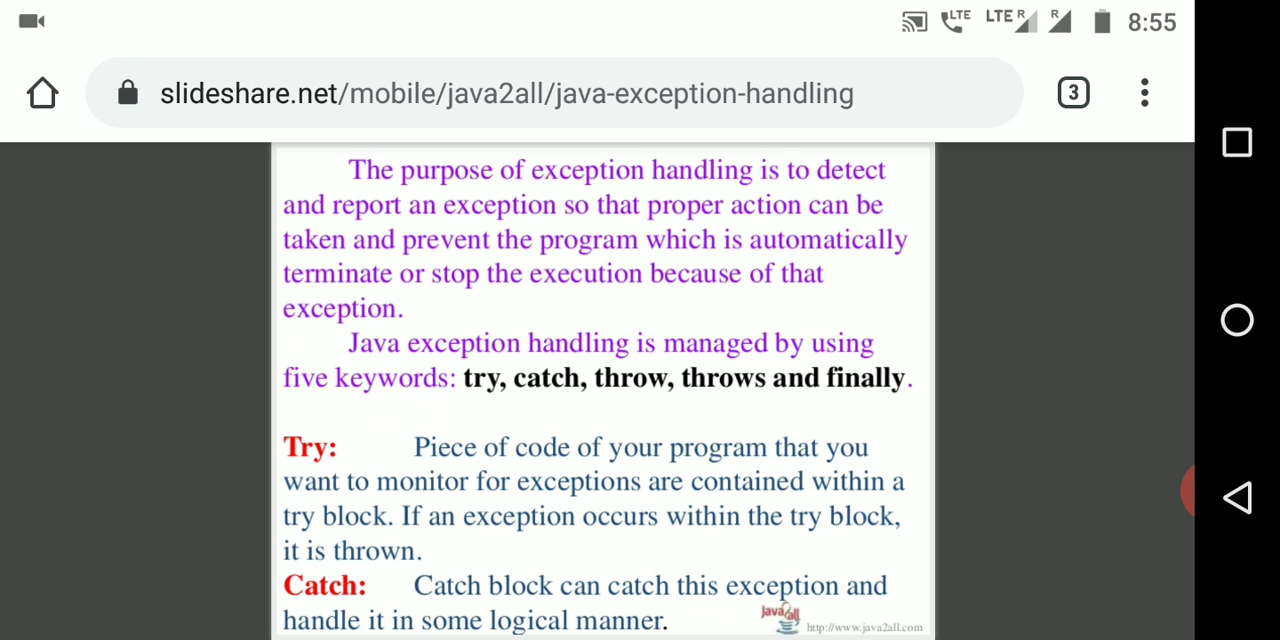 LTE LTE R R 8:55
slideshare.net/mobile/java2all/java-exception-handling 3
The purpose of exception handling is to detect
and report an exception so that proper action can be
taken and prevent the program which is automatically
terminate or stop the execution because of that
exception.
Java exception handling is managed by using
five keywords: try, catch, throw, throws and finally.
Try: Piece of code of your program that you
want to monitor for exceptions are contained within a
try block. If an exception occurs within the try block,
it is thrown.
Catch: Catch block can catch this exception and
handle it in some logical manner.
Java2all http://www.java2all.com